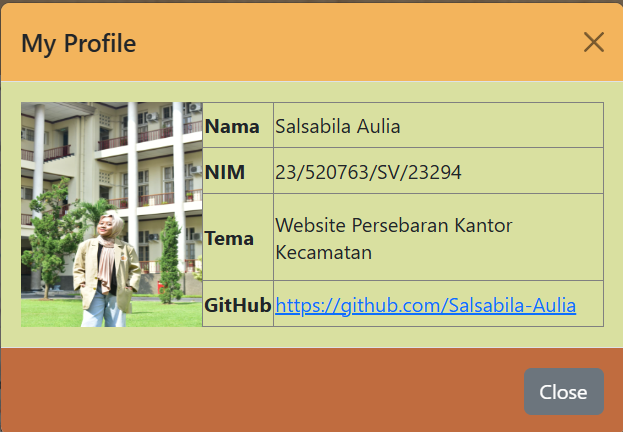 My Profile
Nama Salsabila Aulia
NIM 23/520763/SV/23294
Tema Website Persebaran Kantor
Kecamatan
GitHub https://github.com/Salsabila-Aulia
Close